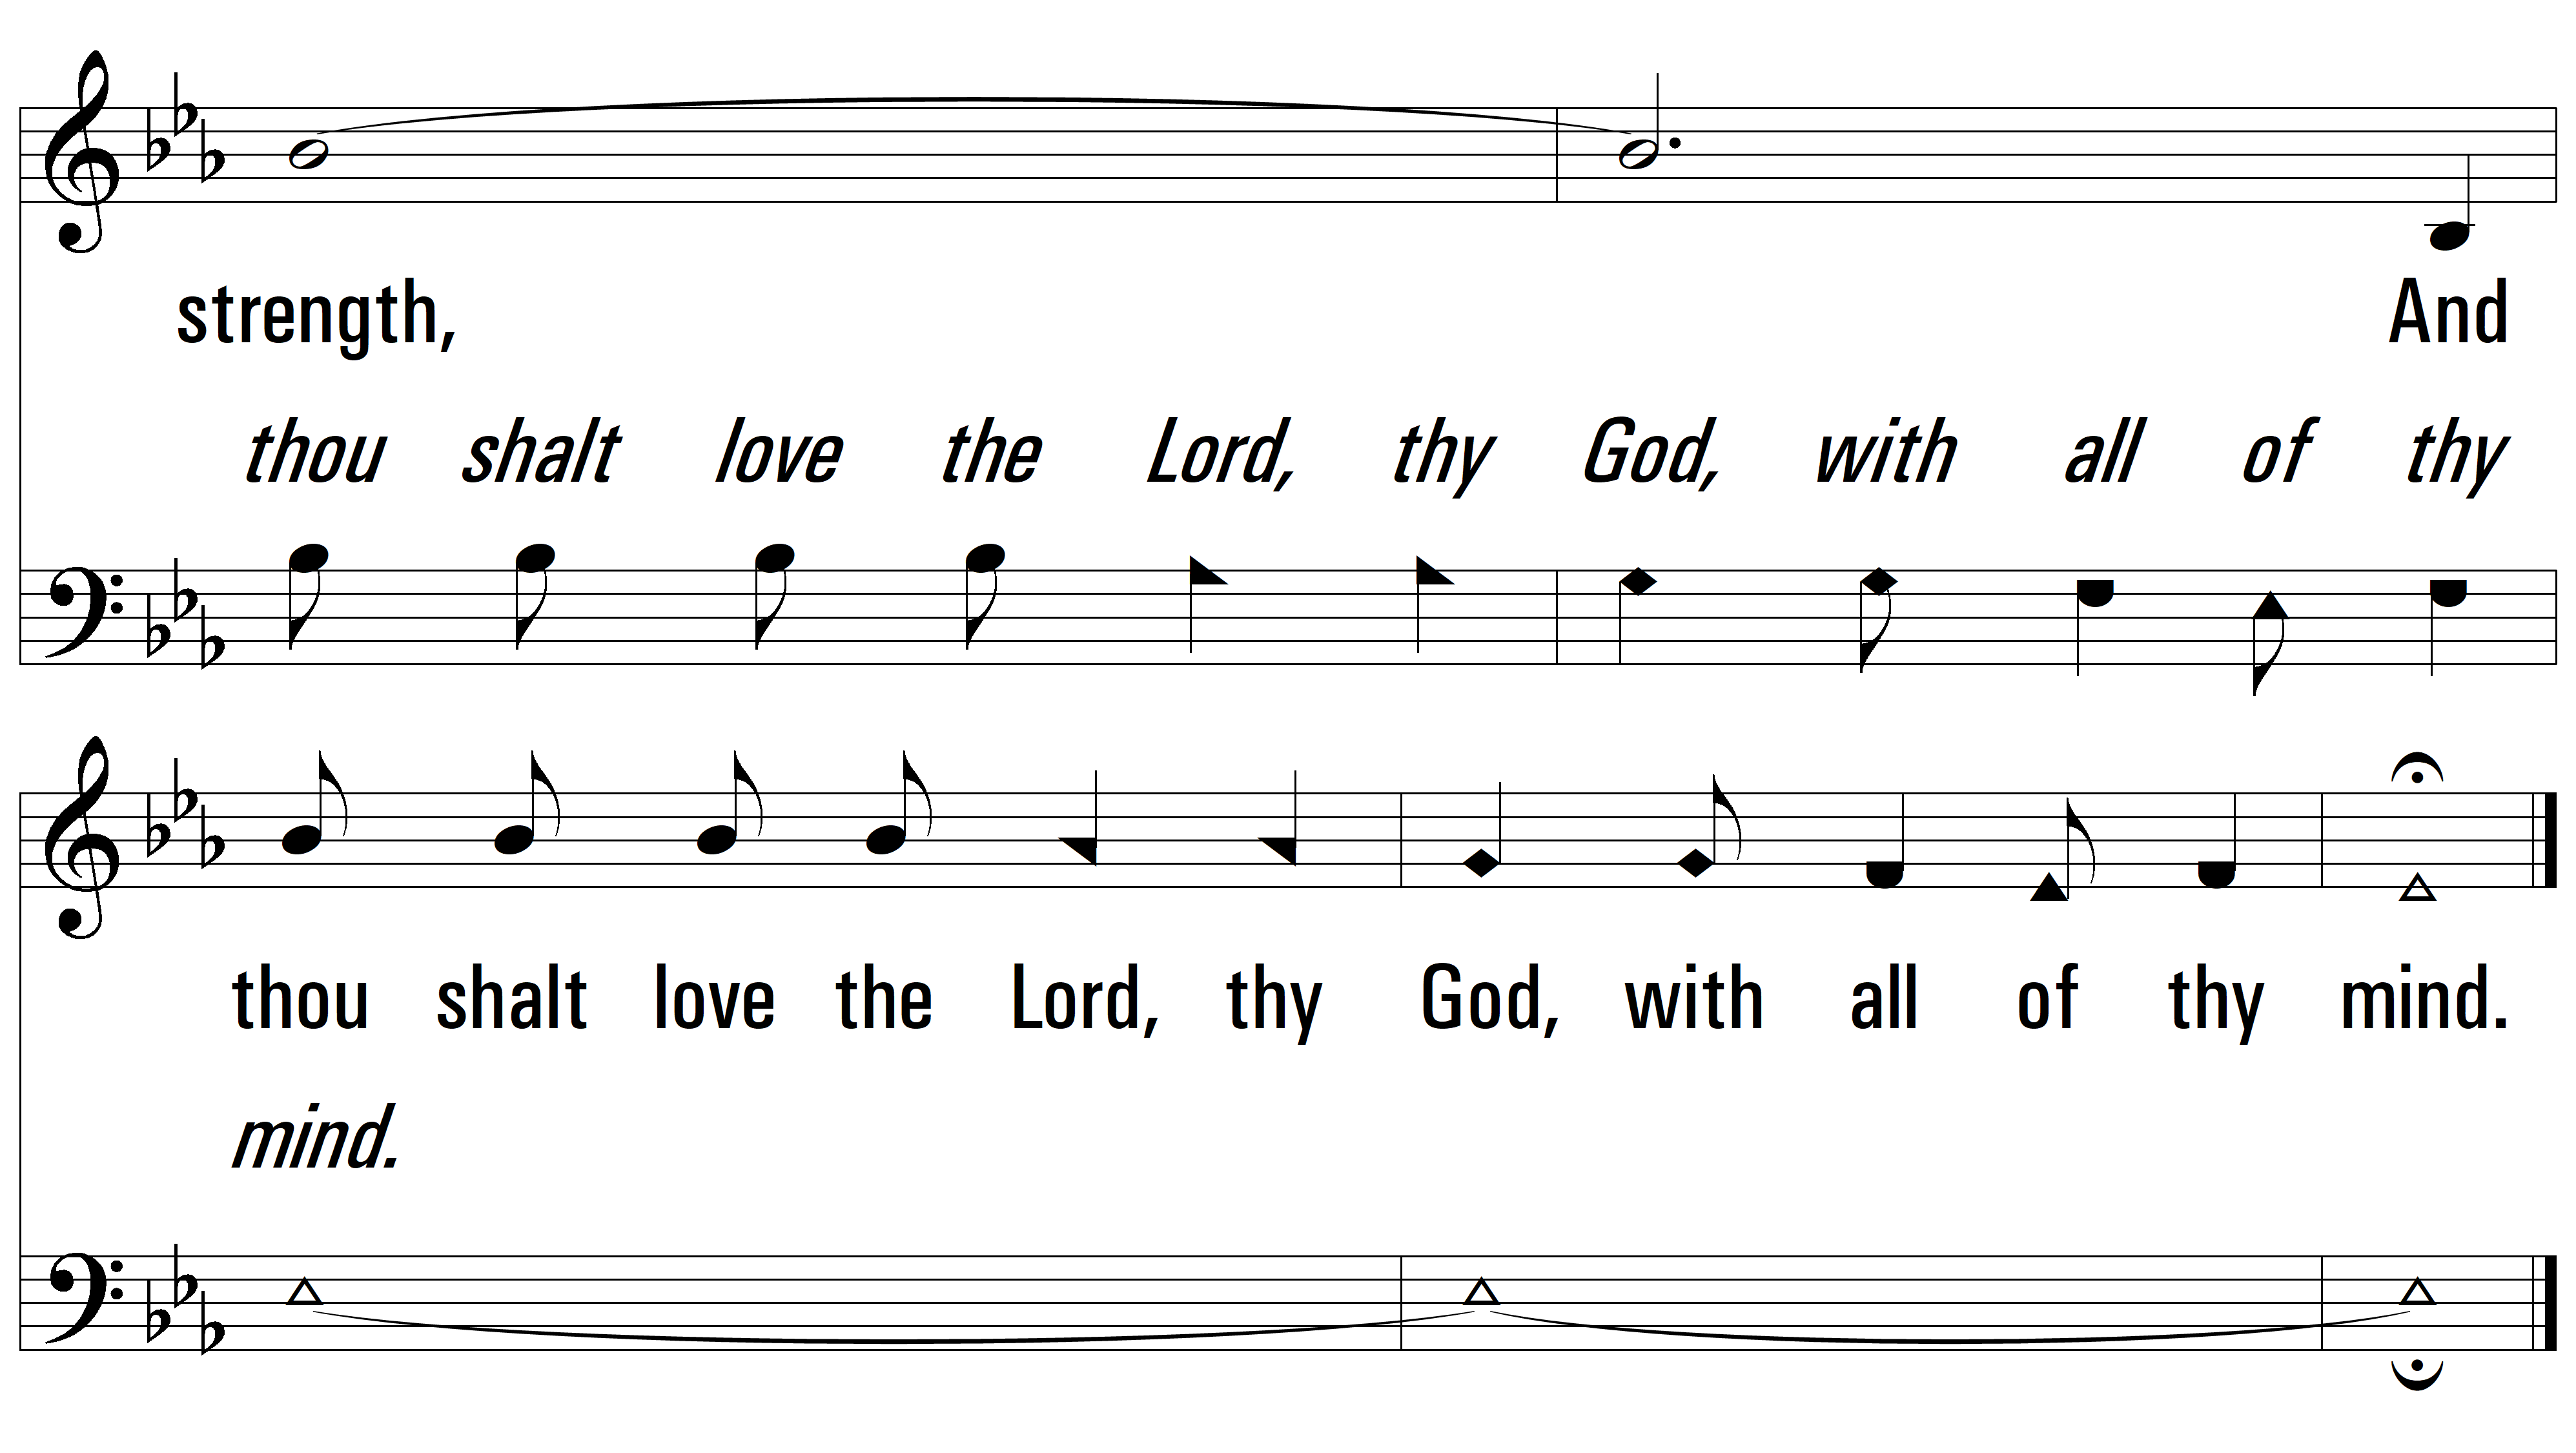 strength, And
thou shalt love the Lord, thy God, with all of thy
thou shalt love the Lord, thy God, with all of thy mind.
mind.